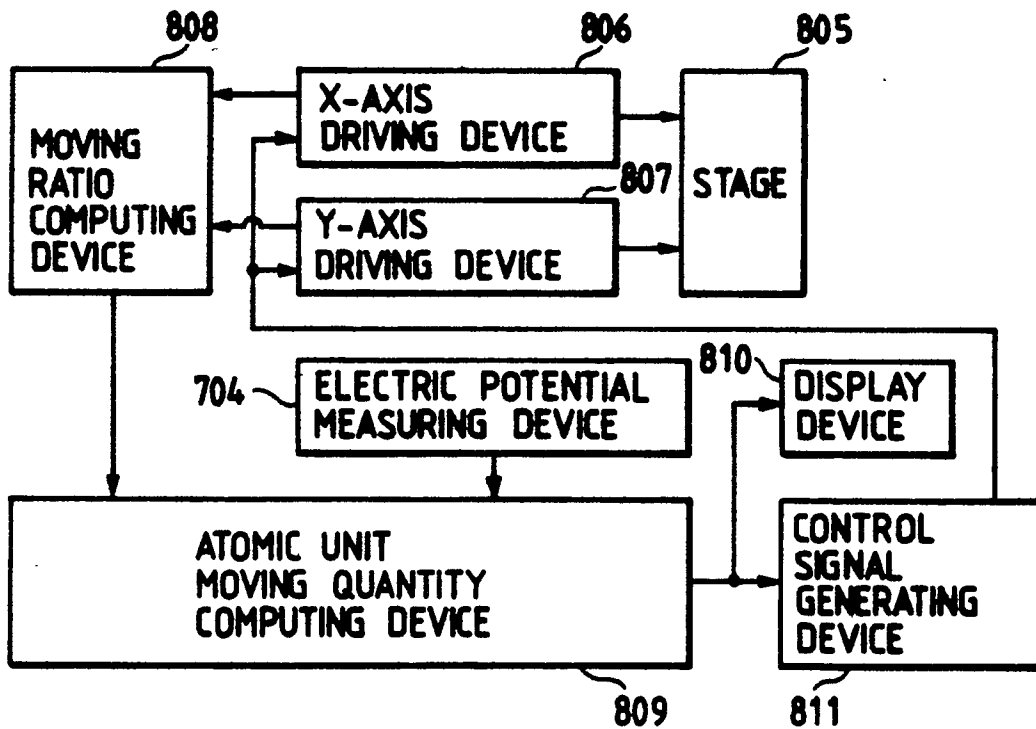 808
806
805
MOVING
RATIO
COMPUTING
DEVICE
X-AXIS
DRIVING DEVICE
807
Y-AXIS
DRIVING DEVICE
STAGE
704
ELECTRIC POTENTIAL
MEASURING DEVICE
810
DISPLAY
DEVICE
ATOMIC UNIT
MOVING QUANTITY
COMPUTING DEVICE
CONTROL
SIGNAL
GENERATING
DEVICE
809
811